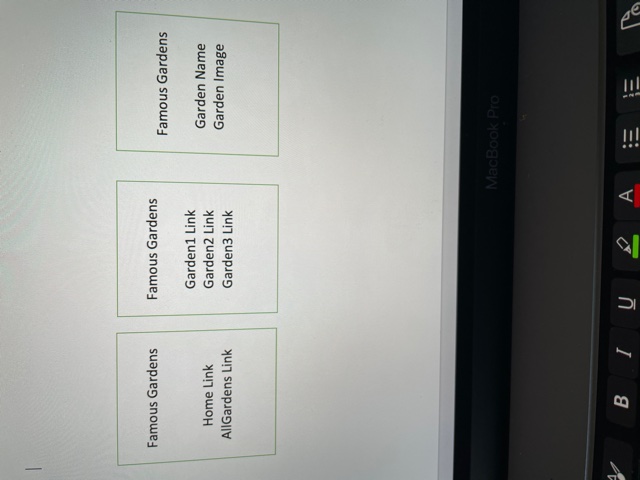 Famous Gardens
Home Link
AllGardens Link
Famous Gardens
Garden1 Link
Garden2 Link
Garden3 Link
Famous Gardens
Garden Name
Garden Image
MacBook Pro
B I U A